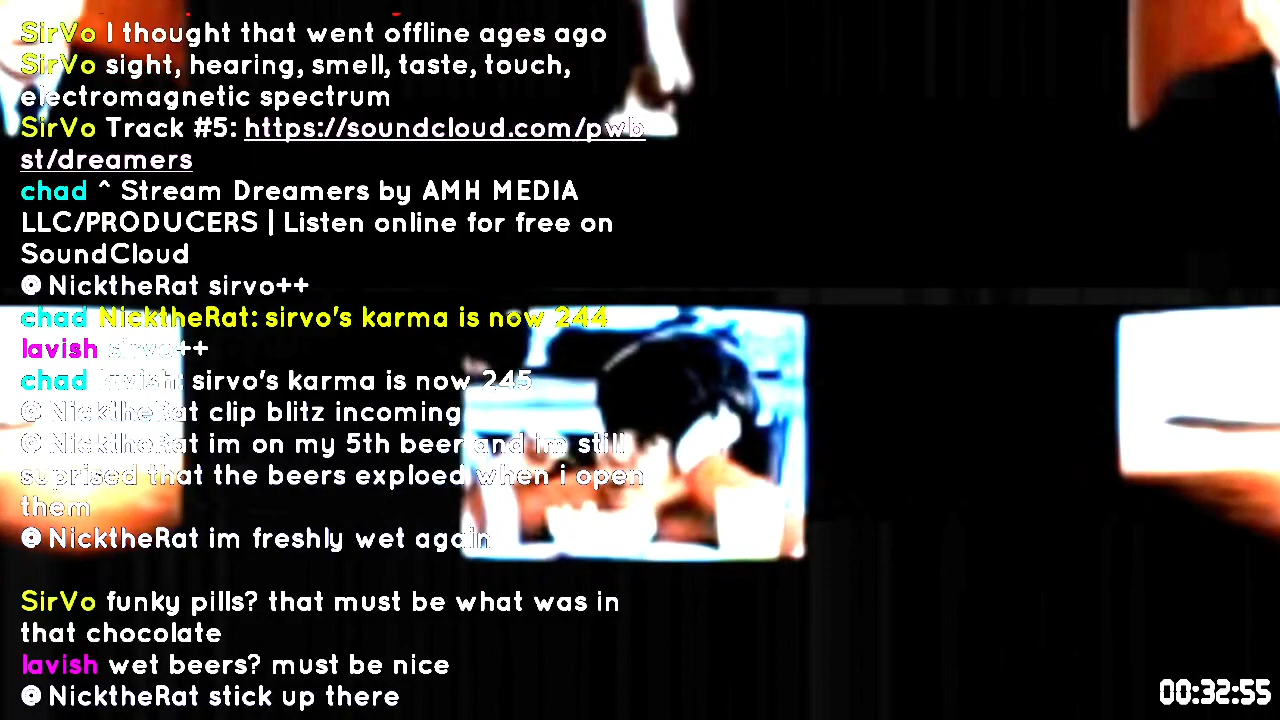 SirVo I thought that went offline ages ago
SirVo sight, hearing, smell, taste, touch,
electromagnetic spectrum
SirVo Track #5: https://soundcloud.com/pwb
st/dreamers
chad ^ Stream Dreamers by AMH MEDIA
LLC/PRODUCERS | Listen online for free on
SoundCloud
@NicktheRat sirvo++
chad NicktheRat: sirvo's karma is now 244
lavish sirvo++
chad lavish: sirvo's karma is now 245
@NicktheRat clip blitz incoming
@NicktheRat im on my 5th beer and im still
suprised that the beers exploed when i open
them
@NicktheRat im freshly wet again
SirVo funky pills? that must be what was in
that chocolate
lavish wet beers? must be nice
@NicktheRat stick up there
00:32:55